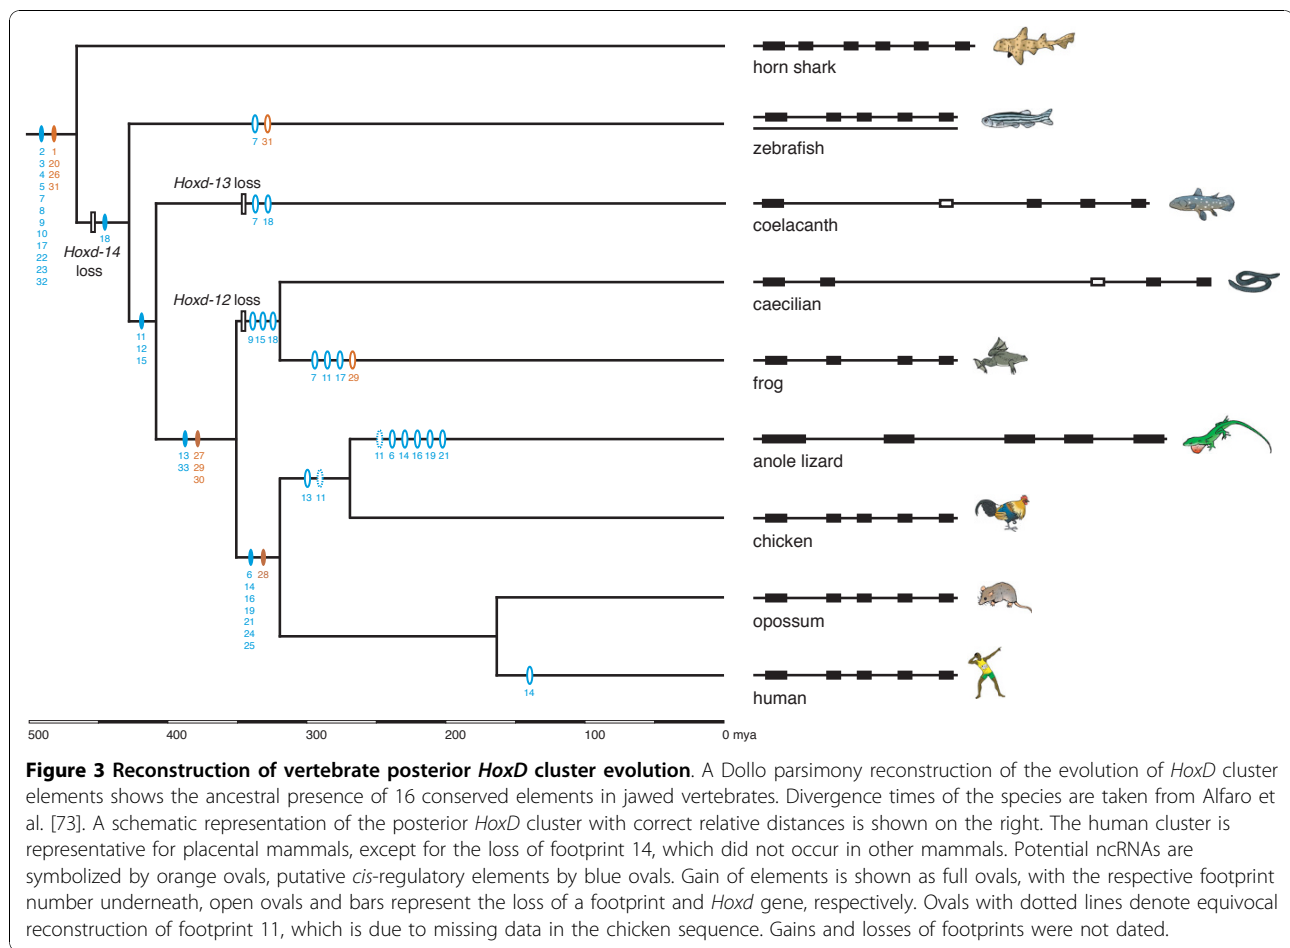 horn shark
7 31
zebrafish
2 1
3 20
4 26
5 31
7
8
9
10
17
22
23
32
Hoxd-13 loss
7 18
coelacanth
18
Hoxd-14
loss
Hoxd-12 loss
caecilian
11
12
15
9 15 18
7 11 17 29
frog
13 27
33 29
30
11 6 14 16 19 21
anole lizard
13 11
chicken
6 28
14
16
19
21
24
25
opossum
14
human
500 400 300 200 100 0 mya
Figure 3 Reconstruction of vertebrate posterior HoxD cluster evolution. A Dollo parsimony reconstruction of the evolution of HoxD cluster
elements shows the ancestral presence of 16 conserved elements in jawed vertebrates. Divergence times of the species are taken from Alfaro et
al. [73]. A schematic representation of the posterior HoxD cluster with correct relative distances is shown on the right. The human cluster is
representative for placental mammals, except for the loss of footprint 14, which did not occur in other mammals. Potential ncRNAs are
symbolized by orange ovals, putative cis-regulatory elements by blue ovals. Gain of elements is shown as full ovals, with the respective footprint
number underneath, open ovals and bars represent the loss of a footprint and Hoxd gene, respectively. Ovals with dotted lines denote equivocal
reconstruction of footprint 11, which is due to missing data in the chicken sequence. Gains and losses of footprints were not dated.